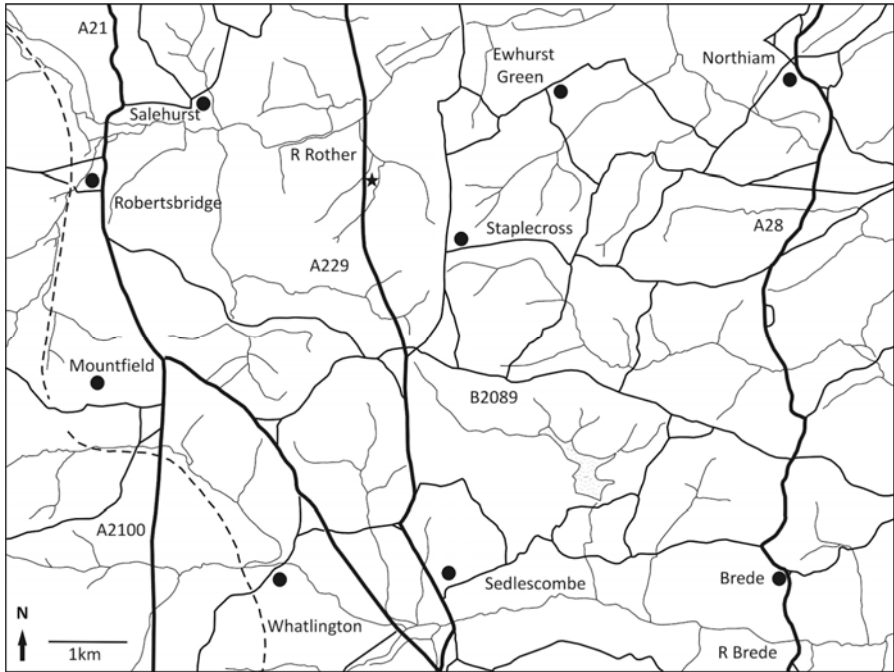 A21
Ewhurst
Green
Northiam
Salehurst
R Rother
Robertsbridge
Staplecross
A28
A229
Mountfield
B2089
A2100
Sedlescombe
Brede
N
Whatlington
1km
R Brede